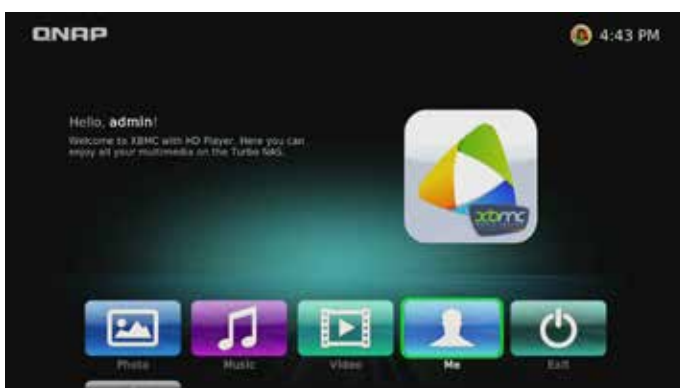 QNAP
4:43 PM
Hello, admin!
Welcome to XBMC with HD Player. Here you can
enjoy all your multimedia on the Turbo NAS.
xbmc
Photo
Music
Video
Me
Exit